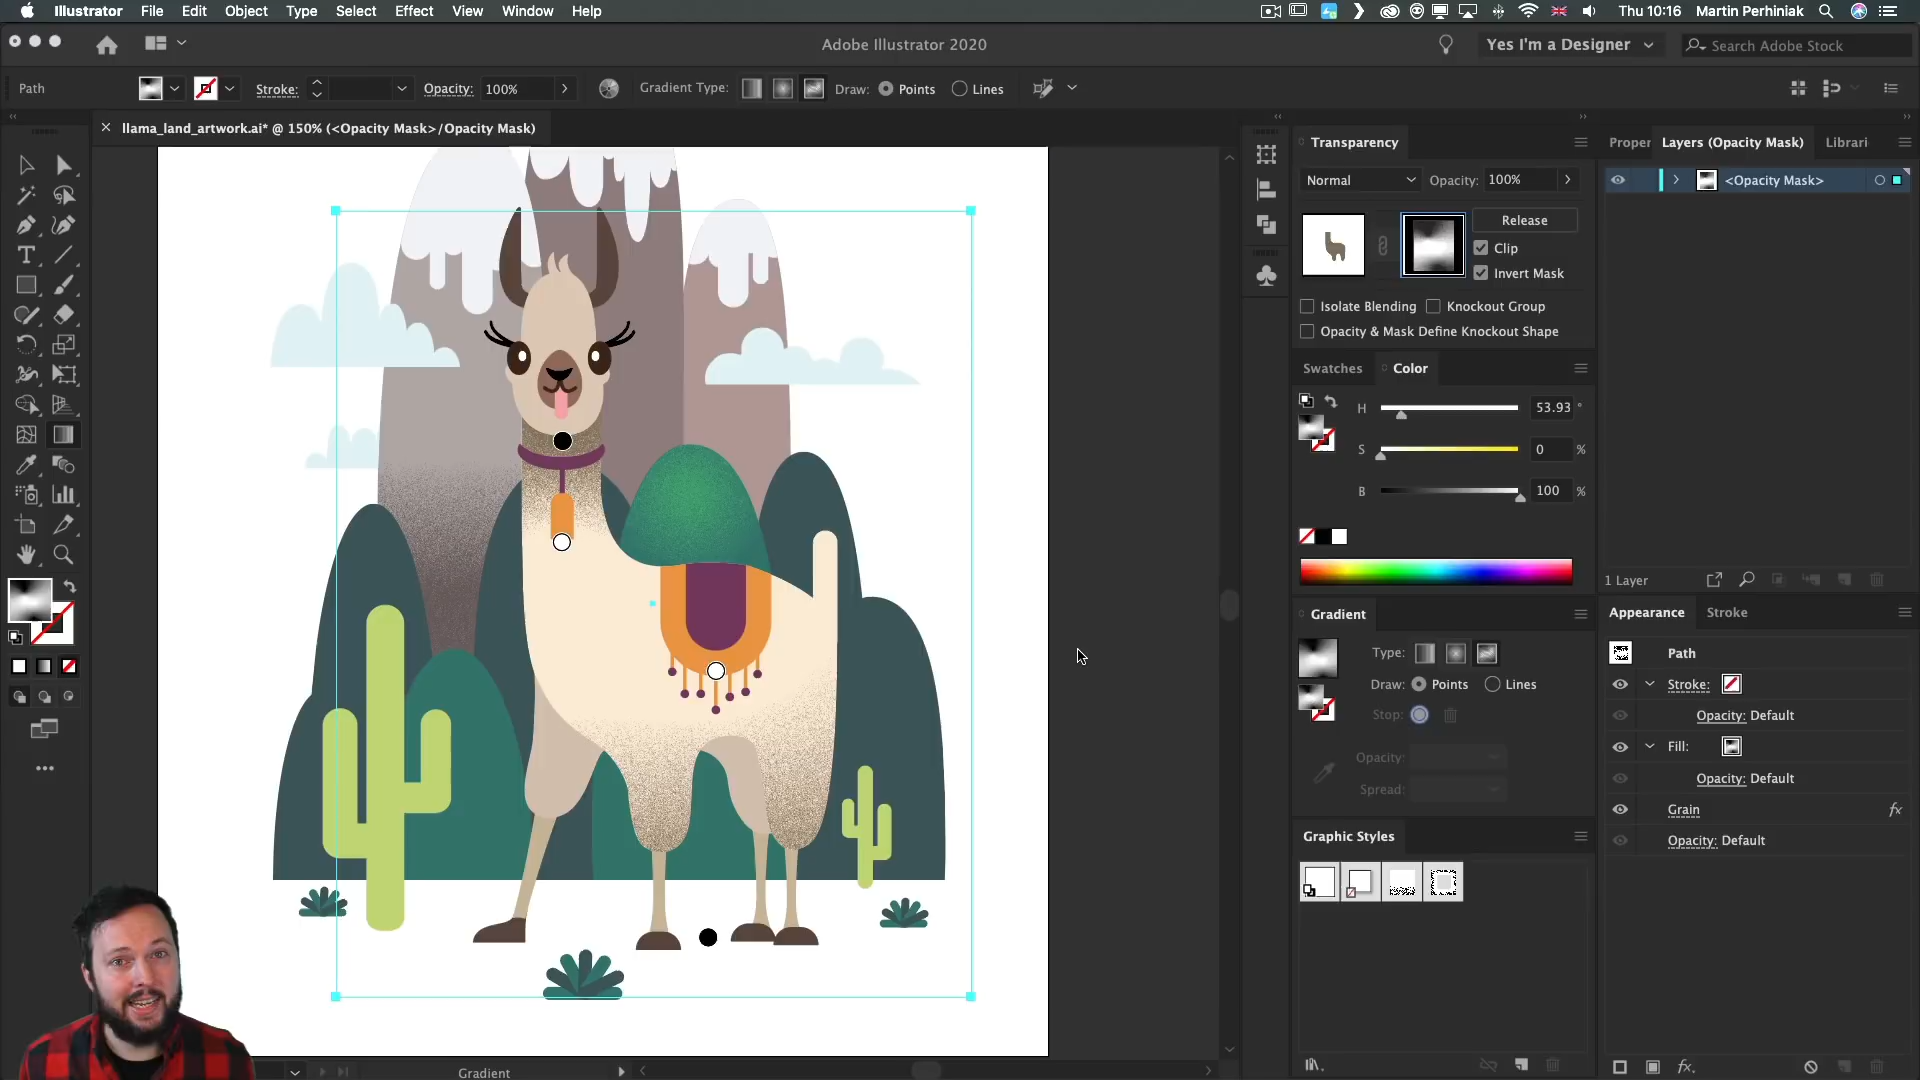 Illustrator File Edit Object Type Select Effect View Window Help Thu 10:16 Martin Perhiniak
Adobe Illustrator 2020 Yes I'm a Designer Search Adobe Stock
Path Stroke: Opacity: 100% Gradient Type: Draw: Points Lines
llama_land_artwork.ai* @ 150% (<Opacity Mask>/Opacity Mask)
Transparency
Normal Opacity: 100%
Release
Clip
Invert Mask
Isolate Blending Knockout Group
Opacity & Mask Define Knockout Shape
Swatches Color
H 53.93 °
S 0 %
B 100 %
Gradient
Type:
Draw: Points Lines
Stop:
Opacity:
Spread:
Graphic Styles
Proper Layers (Opacity Mask) Librari
<Opacity Mask>
1 Layer
Appearance Stroke
Path
Stroke:
Opacity: Default
Fill:
Opacity: Default
Grain fx
Opacity: Default
fx
Gradient